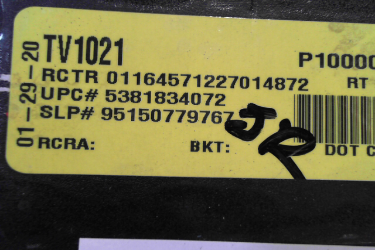 01-29-20
TV1021
P10000
RCTR 01164571227014872
RT
UPC# 5381834072
SLP# 95150779767
JR
RCRA:
BKT:
DOT C